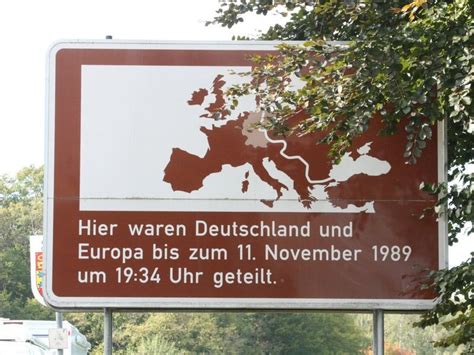 Hier waren Deutschland und
Europa bis zum 11. November 1989
um 19:34 Uhr geteilt.